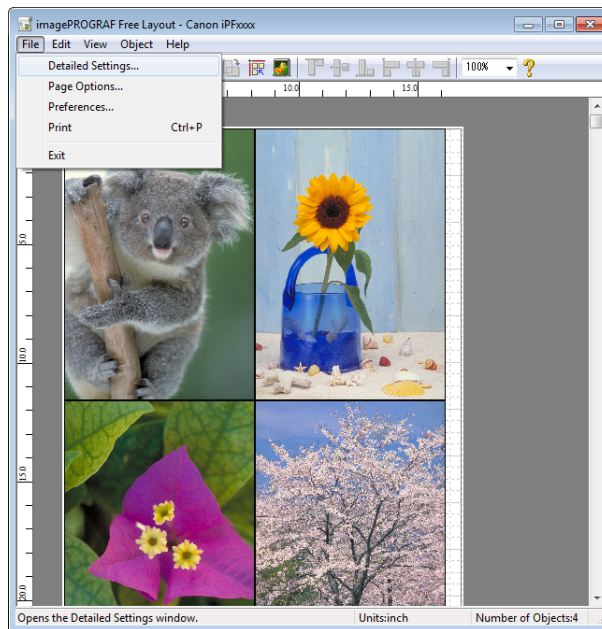 imagePROGRAF Free Layout - Canon iPFxxxx
File Edit View Object Help
Detailed Settings...
Page Options...
Preferences...
Print Ctrl+P
Exit
100%
10.0 15.0
5.0
10.0
15.0
20.0
Opens the Detailed Settings window. Units:inch Number of Objects:4